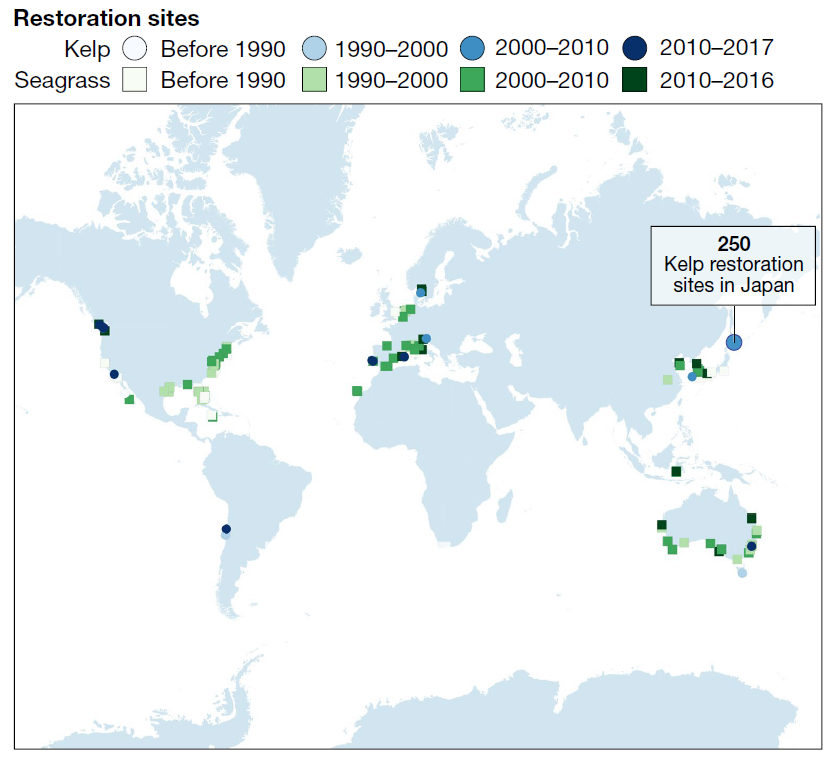 Restoration sites
Kelp Before 1990 1990–2000 2000–2010 2010–2017
Seagrass Before 1990 1990–2000 2000–2010 2010–2016
250
Kelp restoration
sites in Japan